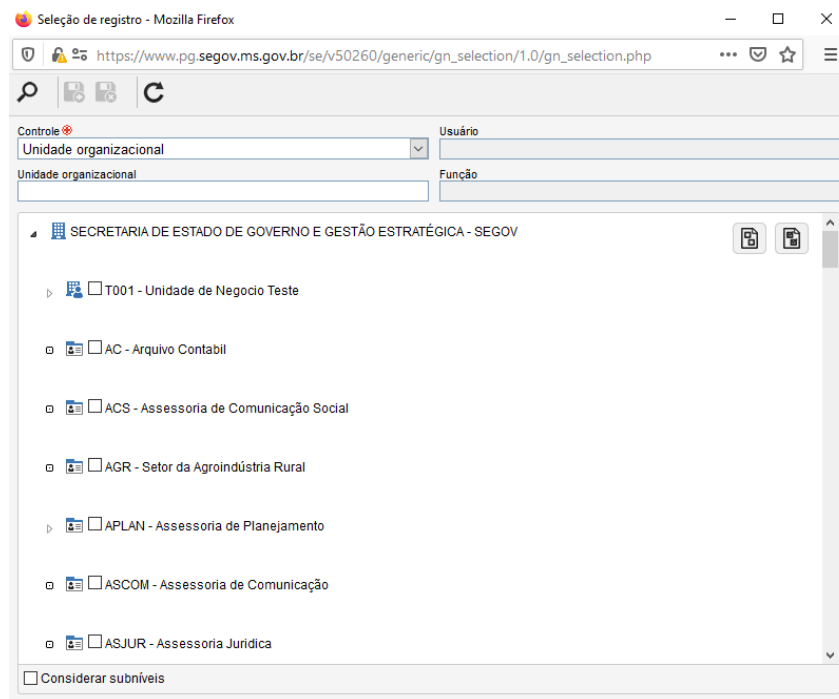 Seleção de registro - Mozilla Firefox
https://www.pg.segov.ms.gov.br/se/v50260/generic/gn_selection/1.0/gn_selection.php
Controle
Usuário
Unidade organizacional
Unidade organizacional
Função
SECRETARIA DE ESTADO DE GOVERNO E GESTÃO ESTRATÉGICA - SEGOV
T001 - Unidade de Negocio Teste
AC - Arquivo Contabil
ACS - Assessoria de Comunicação Social
AGR - Setor da Agroindústria Rural
APLAN - Assessoria de Planejamento
ASCOM - Assessoria de Comunicação
ASJUR - Assessoria Juridica
Considerar subníveis